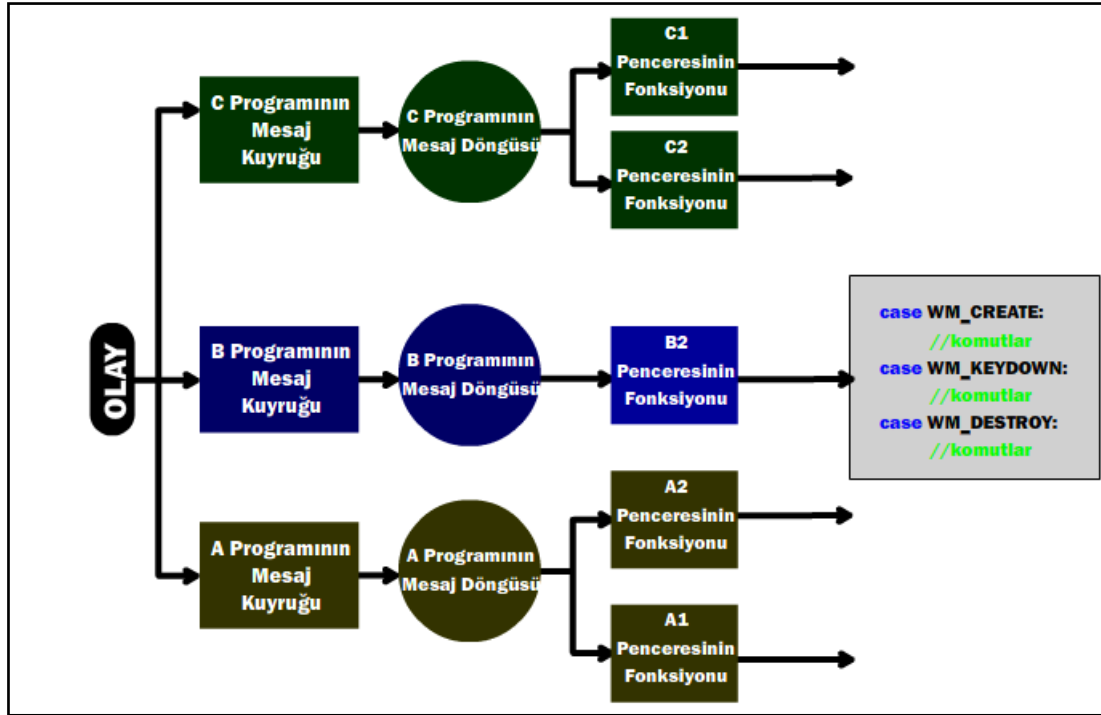 OLAY
C Programının
Mesaj
Kuyruğu
C Programının
Mesaj Döngüsü
C1
Penceresinin
Fonksiyonu
C2
Penceresinin
Fonksiyonu
B Programının
Mesaj
Kuyruğu
B Programının
Mesaj Döngüsü
B2
Penceresinin
Fonksiyonu
case WM_CREATE:
//komutlar
case WM_KEYDOWN:
//komutlar
case WM_DESTROY:
//komutlar
A Programının
Mesaj
Kuyruğu
A Programının
Mesaj Döngüsü
A2
Penceresinin
Fonksiyonu
A1
Penceresinin
Fonksiyonu